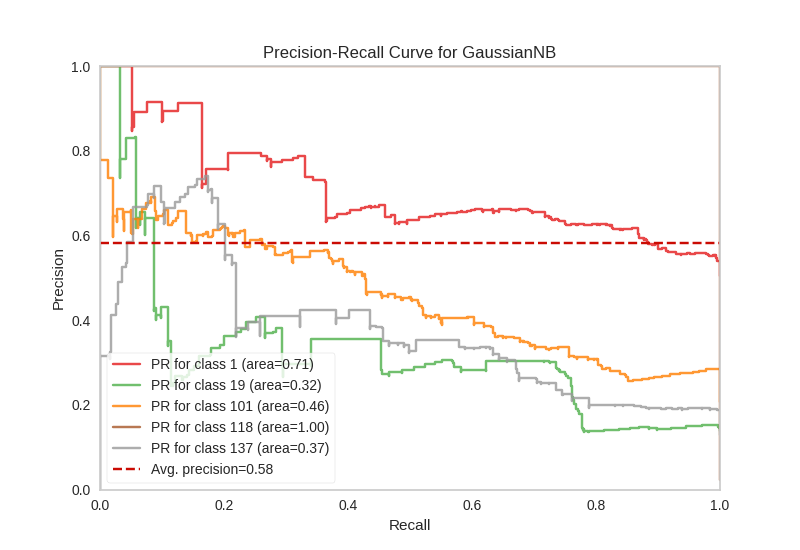 Precision-Recall Curve for GaussianNB
1.0
0.8
0.6
0.4
0.2
0.0
Precision
PR for class 1 (area=0.71)
PR for class 19 (area=0.32)
PR for class 101 (area=0.46)
PR for class 118 (area=1.00)
PR for class 137 (area=0.37)
Avg. precision=0.58
0.0 0.2 0.4 0.6 0.8 1.0
Recall